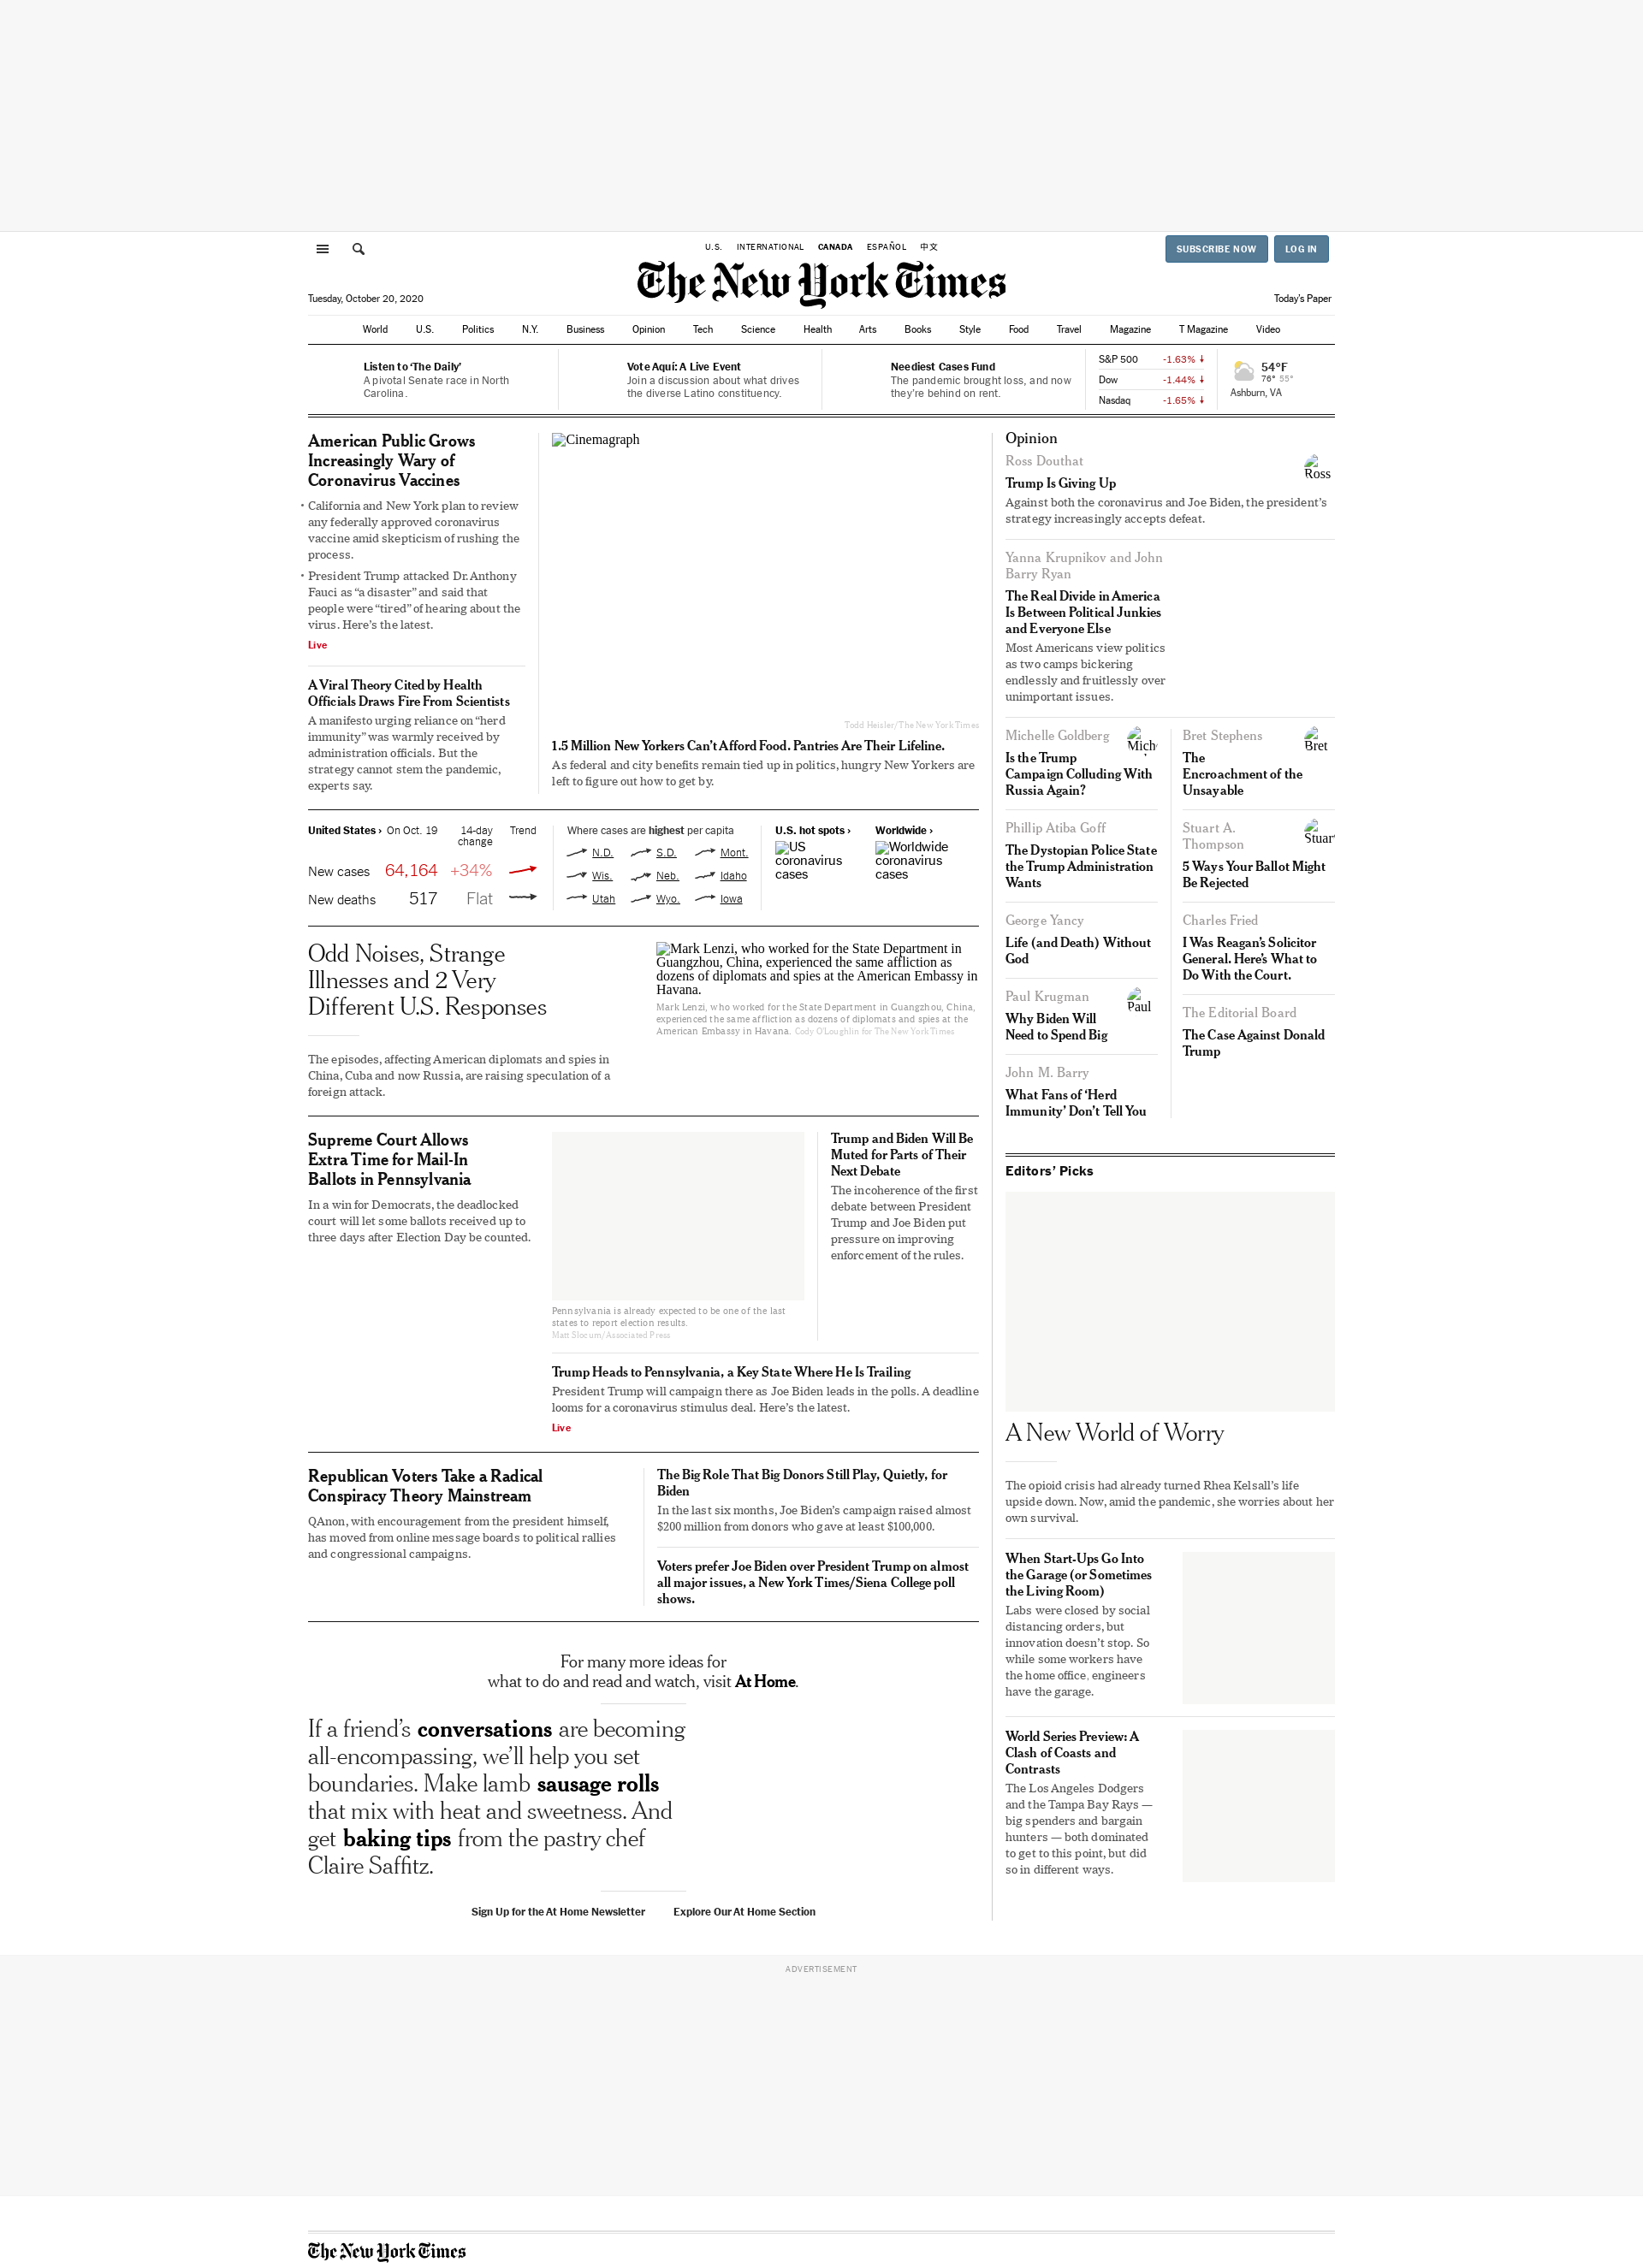 U.S. INTERNATIONAL CANADA ESPAÑOL 中文
SUBSCRIBE NOW
LOG IN
The New York Times
Tuesday, October 20, 2020
Today's Paper
World U.S. Politics N.Y. Business Opinion Tech Science Health Arts Books Style Food Travel Magazine T Magazine Video
Listen to ‘The Daily’
A pivotal Senate race in North
Carolina.
Vote Aquí: A Live Event
Join a discussion about what drives
the diverse Latino constituency.
Neediest Cases Fund
The pandemic brought loss, and now
they’re behind on rent.
S&P 500 -1.63%
Dow -1.44%
Nasdaq -1.65%
54°F
76° 55°
Ashburn, VA
American Public Grows
Increasingly Wary of
Coronavirus Vaccines
• California and New York plan to review
any federally approved coronavirus
vaccine amid skepticism of rushing the
process.
• President Trump attacked Dr. Anthony
Fauci as “a disaster” and said that
people were “tired” of hearing about the
virus. Here’s the latest.
Live
A Viral Theory Cited by Health
Officials Draws Fire From Scientists
A manifesto urging reliance on “herd
immunity” was warmly received by
administration officials. But the
strategy cannot stem the pandemic,
experts say.
Cinemagraph
Todd Heisler/The New York Times
1.5 Million New Yorkers Can’t Afford Food. Pantries Are Their Lifeline.
As federal and city benefits remain tied up in politics, hungry New Yorkers are
left to figure out how to get by.
United States › On Oct. 19 14-day Trend
change
New cases 64,164 +34%
New deaths 517 Flat
Where cases are highest per capita
N.D. S.D. Mont.
Wis. Neb. Idaho
Utah Wyo. Iowa
U.S. hot spots ›
US
coronavirus
cases
Worldwide ›
Worldwide
coronavirus
cases
Odd Noises, Strange
Illnesses and 2 Very
Different U.S. Responses
The episodes, affecting American diplomats and spies in
China, Cuba and now Russia, are raising speculation of a
foreign attack.
Mark Lenzi, who worked for the State Department in
Guangzhou, China, experienced the same affliction as
dozens of diplomats and spies at the American Embassy in
Havana.
Mark Lenzi, who worked for the State Department in Guangzhou, China,
experienced the same affliction as dozens of diplomats and spies at the
American Embassy in Havana. Cody O’Loughlin for The New York Times
Supreme Court Allows
Extra Time for Mail-In
Ballots in Pennsylvania
In a win for Democrats, the deadlocked
court will let some ballots received up to
three days after Election Day be counted.
Pennsylvania is already expected to be one of the last
states to report election results.
Matt Slocum/Associated Press
Trump and Biden Will Be
Muted for Parts of Their
Next Debate
The incoherence of the first
debate between President
Trump and Joe Biden put
pressure on improving
enforcement of the rules.
Trump Heads to Pennsylvania, a Key State Where He Is Trailing
President Trump will campaign there as Joe Biden leads in the polls. A deadline
looms for a coronavirus stimulus deal. Here’s the latest.
Live
Republican Voters Take a Radical
Conspiracy Theory Mainstream
QAnon, with encouragement from the president himself,
has moved from online message boards to political rallies
and congressional campaigns.
The Big Role That Big Donors Still Play, Quietly, for
Biden
In the last six months, Joe Biden’s campaign raised almost
$200 million from donors who gave at least $100,000.
Voters prefer Joe Biden over President Trump on almost
all major issues, a New York Times/Siena College poll
shows.
For many more ideas for
what to do and read and watch, visit At Home.
If a friend’s conversations are becoming
all-encompassing, we’ll help you set
boundaries. Make lamb sausage rolls
that mix with heat and sweetness. And
get baking tips from the pastry chef
Claire Saffitz.
Sign Up for the At Home Newsletter Explore Our At Home Section
Opinion
Ross Douthat
Ross
Trump Is Giving Up
Against both the coronavirus and Joe Biden, the president’s
strategy increasingly accepts defeat.
Yanna Krupnikov and John
Barry Ryan
The Real Divide in America
Is Between Political Junkies
and Everyone Else
Most Americans view politics
as two camps bickering
endlessly and fruitlessly over
unimportant issues.
Michelle Goldberg
Is the Trump
Campaign Colluding With
Russia Again?
Phillip Atiba Goff
The Dystopian Police State
the Trump Administration
Wants
George Yancy
Life (and Death) Without
God
Paul Krugman
Paul
Why Biden Will
Need to Spend Big
John M. Barry
What Fans of ‘Herd
Immunity’ Don’t Tell You
Bret Stephens
Bret
The
Encroachment of the
Unsayable
Stuart A.
Thompson
5 Ways Your Ballot Might
Be Rejected
Charles Fried
I Was Reagan’s Solicitor
General. Here’s What to
Do With the Court.
The Editorial Board
The Case Against Donald
Trump
Editors’ Picks
A New World of Worry
The opioid crisis had already turned Rhea Kelsall’s life
upside down. Now, amid the pandemic, she worries about her
own survival.
When Start-Ups Go Into
the Garage (or Sometimes
the Living Room)
Labs were closed by social
distancing orders, but
innovation doesn’t stop. So
while some workers have
the home office, engineers
have the garage.
World Series Preview: A
Clash of Coasts and
Contrasts
The Los Angeles Dodgers
and the Tampa Bay Rays —
big spenders and bargain
hunters — both dominated
to get to this point, but did
so in different ways.
ADVERTISEMENT
The New York Times